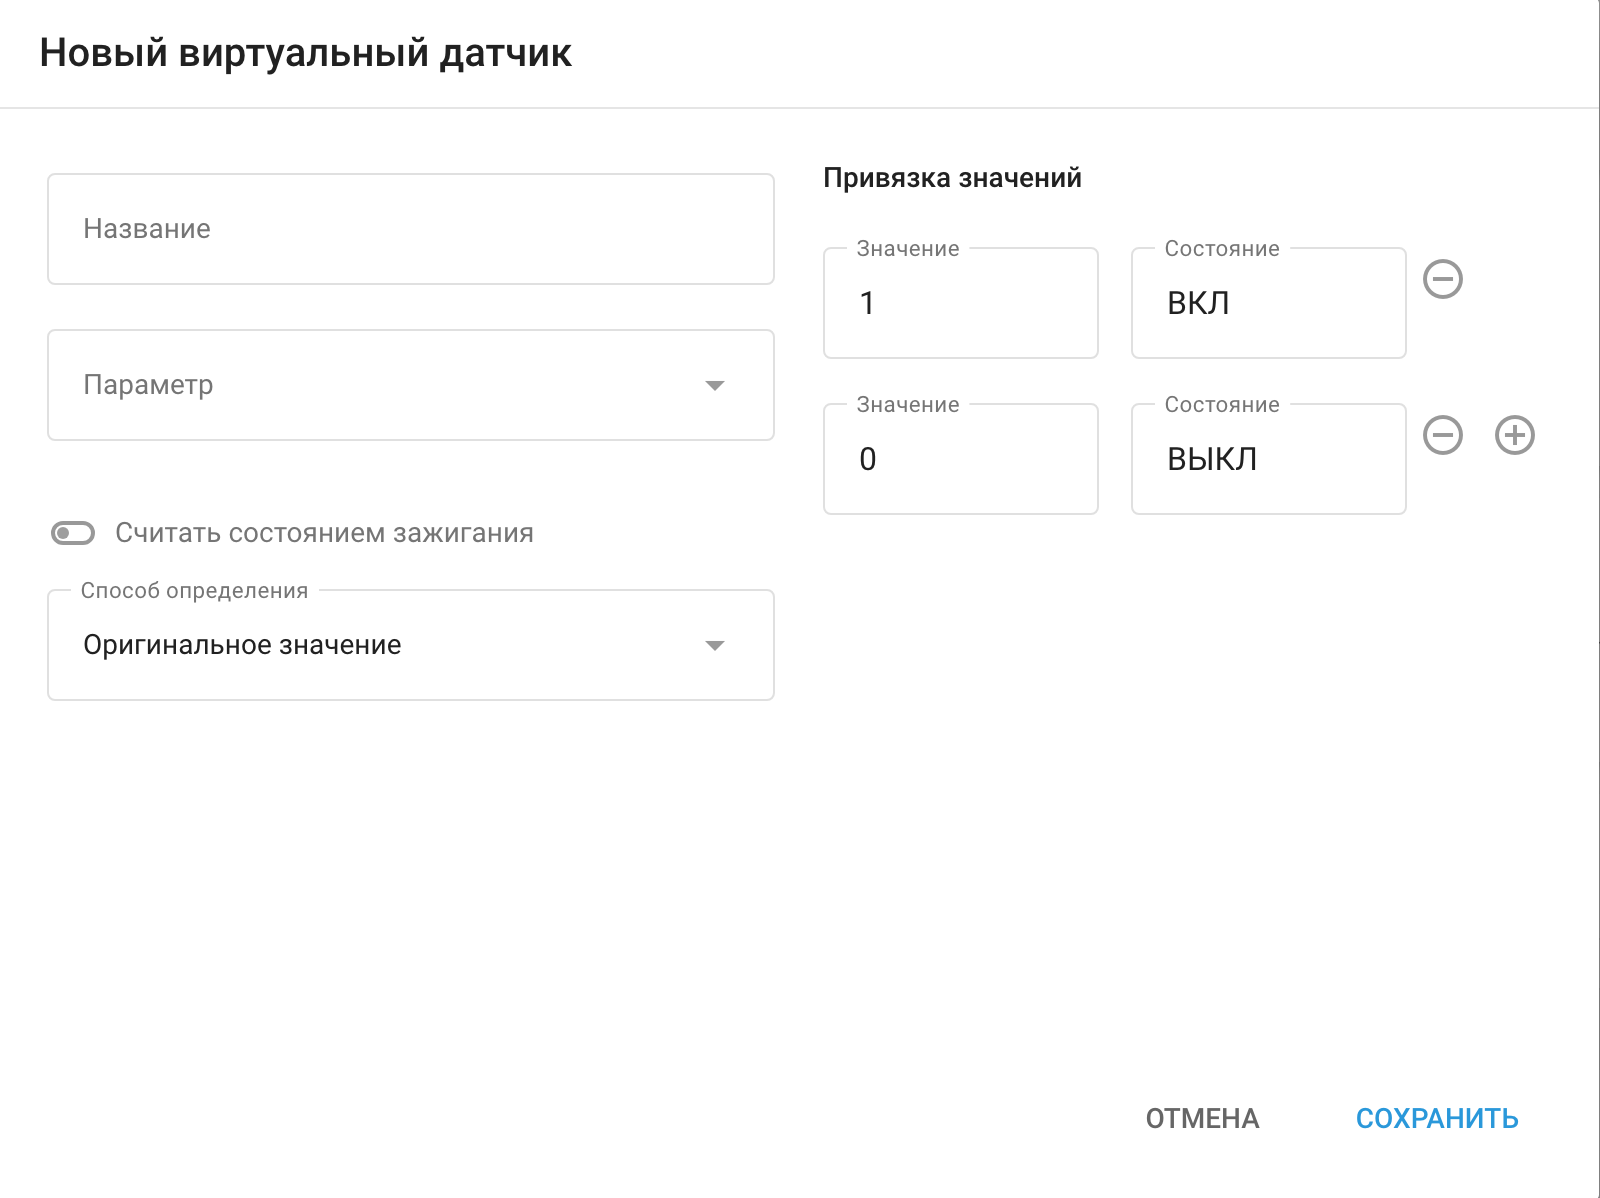 Новый виртуальный датчик
Название
Параметр
Считать состоянием зажигания
Способ определения
Оригинальное значение
Привязка значений
Значение
1
Состояние
ВКЛ
Значение
0
Состояние
ВЫКЛ
ОТМЕНА
СОХРАНИТЬ